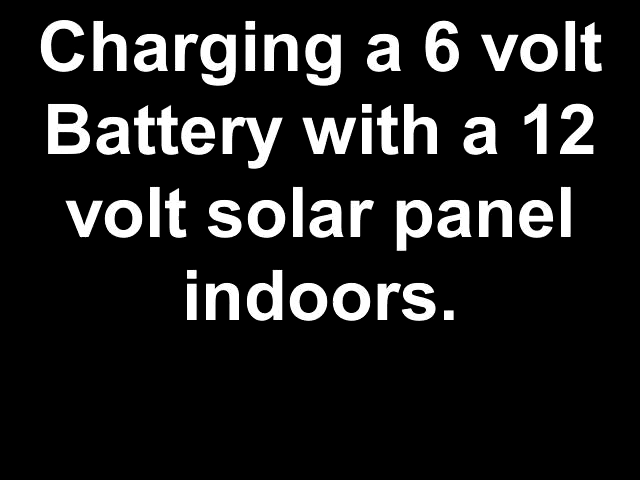 Charging a 6 volt
Battery with a 12
volt solar panel
indoors.